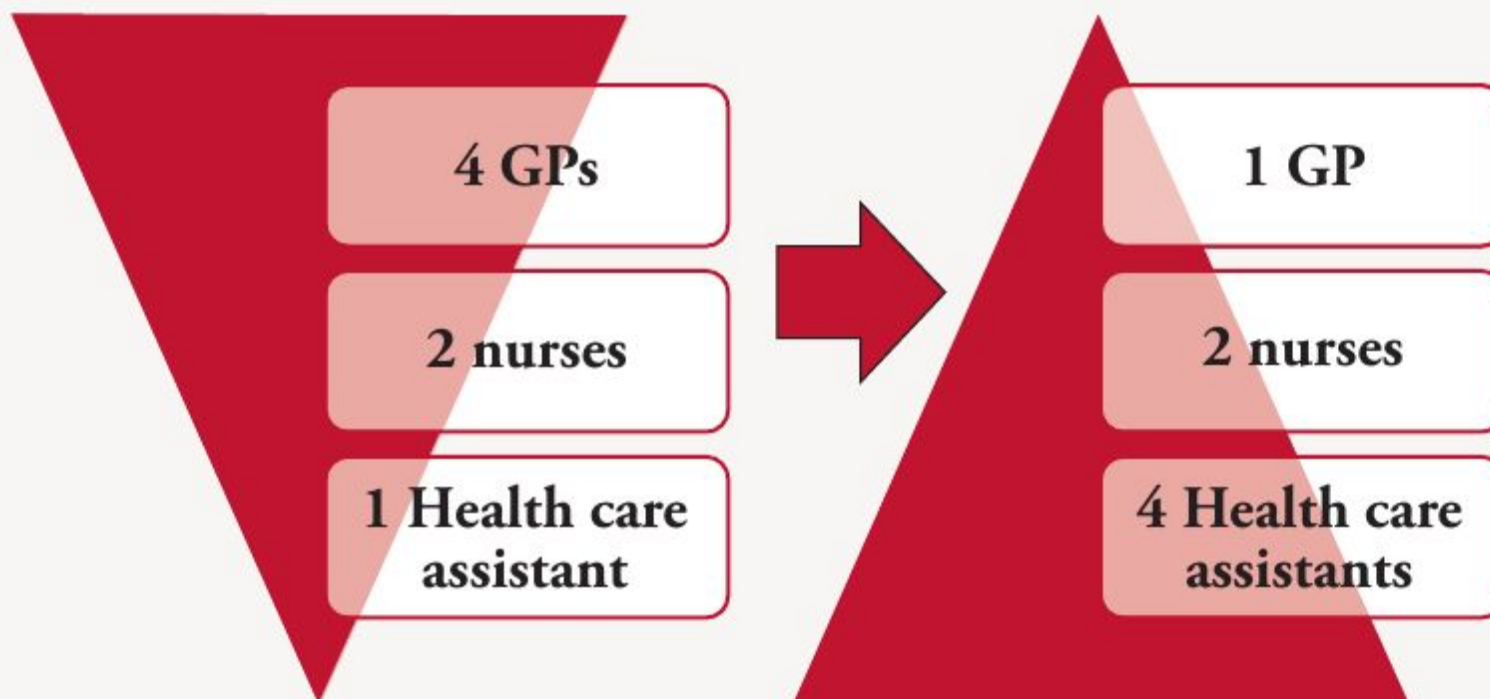 4 GPs
2 nurses
1 Health care
assistant
1 GP
2 nurses
4 Health care
assistants